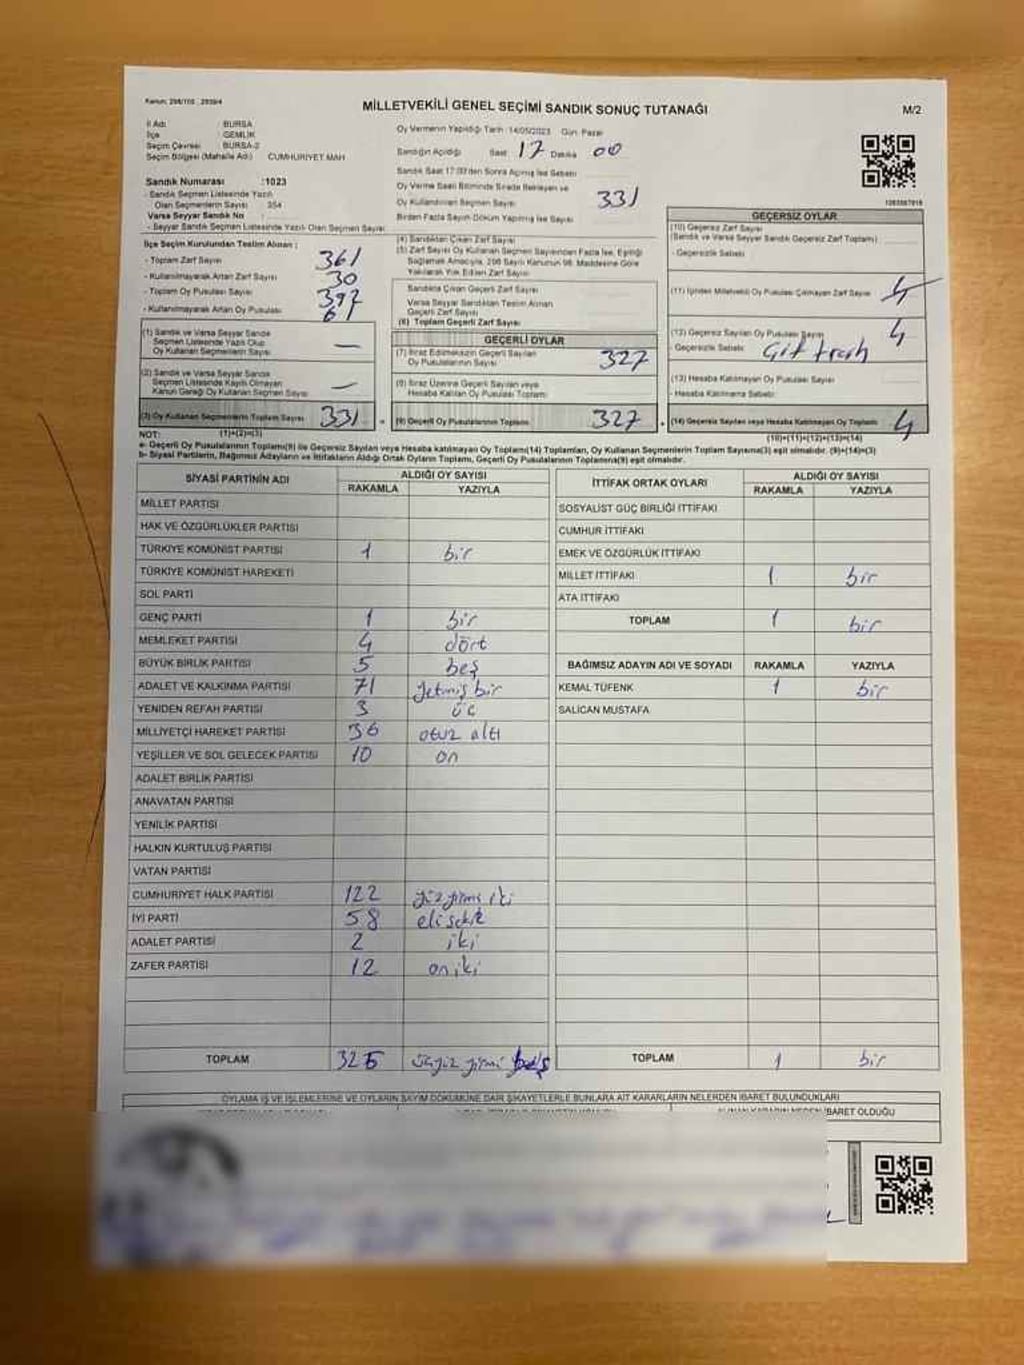 Kanun: 298/105 , 2839/4
MİLLETVEKİLİ GENEL SEÇİMİ SANDIK SONUÇ TUTANAĞI
M/2
İl Adı : BURSA
İlçe : GEMLİK
Seçim Çevresi : BURSA-2
Seçim Bölgesi (Mahalle Adı) : CUMHURİYET MAH
Sandık Numarası :1023
- Sandık Seçmen Listesinde Yazılı
Olan Seçmenlerin Sayısı 354
Varsa Seyyar Sandık No :
- Seyyar Sandık Seçmen Listesinde Yazılı Olan Seçmen Sayısı
İlçe Seçim Kurulundan Teslim Alınan :
- Toplam Zarf Sayısı 361
- Kullanılmayarak Artan Zarf Sayısı 30
- Toplam Oy Pusulası Sayısı 397
- Kullanılmayarak Artan Oy Pusulası 67
(1) Sandık ve Varsa Seyyar Sandık
Seçmen Listesinde Yazılı Olup
Oy Kullanan Seçmenlerin Sayısı —
(2) Sandık ve Varsa Seyyar Sandık
Seçmen Listesinde Kayıtlı Olmayan
Kanun Gereği Oy Kullanan Seçmen Sayısı —
(3) Oy Kullanan Seçmenlerin Toplam Sayısı 331
(1)+(2)=(3)
Oy Vermenin Yapıldığı Tarih :14/05/2023 Gün: Pazar
Sandığın Açıldığı Saat 17 Dakika 00
Sandık Saat 17:00'den Sonra Açılmış İse Sebebi
Oy Verme Saati Bitiminde Sırada Bekleyen ve
Oy Kullandırılan Seçmen Sayısı 331
Birden Fazla Sayım Döküm Yapılmış İse Sayısı
(4) Sandıktan Çıkan Zarf Sayısı
(5) Zarf Sayısı Oy Kullanan Seçmen Sayısından Fazla İse, Eşitliği
Sağlamak Amacıyla, 298 Sayılı Kanunun 98. Maddesine Göre
Yakılarak Yok Edilen Zarf Sayısı
Sandıkta Çıkan Geçerli Zarf Sayısı
Varsa Seyyar Sandıktan Teslim Alınan
Geçerli Zarf Sayısı
(6) Toplam Geçerli Zarf Sayısı
GEÇERLİ OYLAR
(7) İtiraz Edilmeksizin Geçerli Sayılan
Oy Pusulalarının Sayısı 327
(8) İtiraz Üzerine Geçerli Sayılan veya
Hesaba Katılan Oy Pusulası Toplamı
(9) Geçerli Oy Pusulalarının Toplamı 327
1263567918
GEÇERSİZ OYLAR
(10) Geçersiz Zarf Sayısı
(Sandık ve Varsa Seyyar Sandık Geçersiz Zarf Toplamı)
- Geçersizlik Sebebi
(11) İçinden Milletvekili Oy Pusulası Çıkmayan Zarf Sayısı 4
(12) Geçersiz Sayılan Oy Pusulası Sayısı 4
- Geçersizlik Sebebi
(13) Hesaba Katılmayan Oy Pusulası Sayısı
- Hesaba Katılmama Sebebi
(14) Geçersiz Sayılan veya Hesaba Katılmayan Oy Toplamı 4
(10)+(11)+(12)+(13)=(14)
NOT:
a- Geçerli Oy Pusulalarının Toplamı(9) ile Geçersiz Sayılan veya Hesaba katılmayan Oy Toplamı(14) Toplamları, Oy Kullanan Seçmenlerin Toplam Sayısına(3) eşit olmalıdır. (9)+(14)=(3)
b- Siyasi Partilerin, Bağımsız Adayların ve İttifakların Aldığı Ortak Oyların Toplamı, Geçerli Oy Pusulalarının Toplamına(9) eşit olmalıdır.
SİYASİ PARTİNİN ADI ALDIĞI OY SAYISI
RAKAMLA YAZIYLA
MİLLET PARTİSİ
HAK VE ÖZGÜRLÜKLER PARTİSİ
TÜRKİYE KOMÜNİST PARTİSİ 1 bir
TÜRKİYE KOMÜNİST HAREKETİ
SOL PARTİ
GENÇ PARTİ 1 bir
MEMLEKET PARTİSİ 4 dört
BÜYÜK BİRLİK PARTİSİ 5 beş
ADALET VE KALKINMA PARTİSİ 71 yetmiş bir
YENİDEN REFAH PARTİSİ 3 üç
MİLLİYETÇİ HAREKET PARTİSİ 36 otuz altı
YEŞİLLER VE SOL GELECEK PARTİSİ 10 on
ADALET BİRLİK PARTİSİ
ANAVATAN PARTİSİ
YENİLİK PARTİSİ
HALKIN KURTULUŞ PARTİSİ
VATAN PARTİSİ
CUMHURİYET HALK PARTİSİ 122 yüz yirmi iki
İYİ PARTİ 58 eli sekiz
ADALET PARTİSİ 2 iki
ZAFER PARTİSİ 12 on iki
TOPLAM 325 üçyüz yirmi beş
İTTİFAK ORTAK OYLARI ALDIĞI OY SAYISI
RAKAMLA YAZIYLA
SOSYALİST GÜÇ BİRLİĞİ İTTİFAKI
CUMHUR İTTİFAKI
EMEK VE ÖZGÜRLÜK İTTİFAKI
MİLLET İTTİFAKI 1 bir
ATA İTTİFAKI
TOPLAM 1 bir
BAĞIMSIZ ADAYIN ADI VE SOYADI RAKAMLA YAZIYLA
KEMAL TÜFENK 1 bir
SALİCAN MUSTAFA
TOPLAM 1 bir
OYLAMA İŞ VE İŞLEMLERİNE VE OYLARIN SAYIM DÖKÜMÜNE DAİR ŞİKAYETLERLE BUNLARA AİT KARARLARIN NELERDEN İBARET BULUNDUKLARI
İBARET OLDUĞU